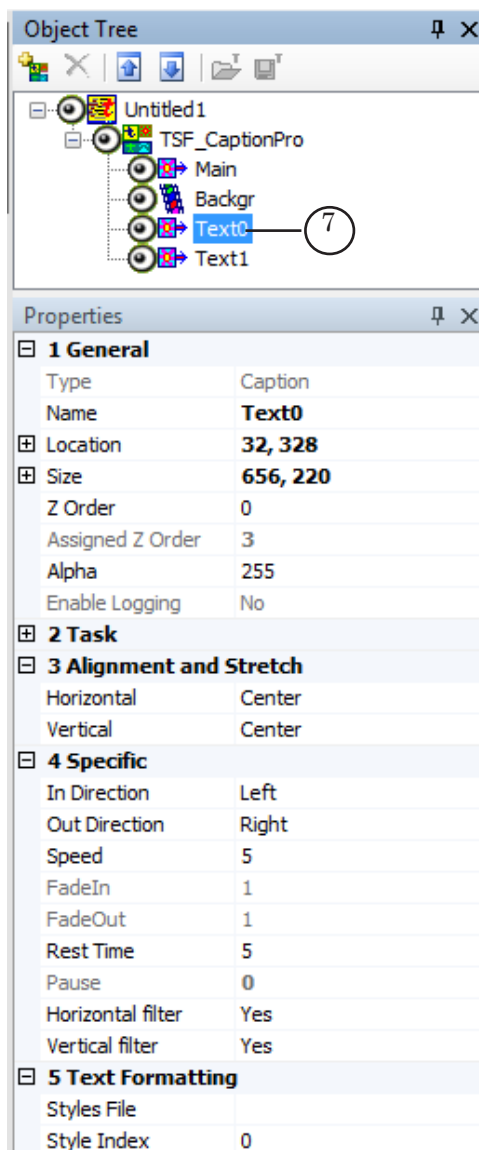 Object Tree
Untitled1
TSF_CaptionPro
Main
Backgr
Text0 7
Text1
Properties
1 General
Type Caption
Name Text0
Location 32, 328
Size 656, 220
Z Order 0
Assigned Z Order 3
Alpha 255
Enable Logging No
2 Task
3 Alignment and Stretch
Horizontal Center
Vertical Center
4 Specific
In Direction Left
Out Direction Right
Speed 5
FadeIn 1
FadeOut 1
Rest Time 5
Pause 0
Horizontal filter Yes
Vertical filter Yes
5 Text Formatting
Styles File
Style Index 0